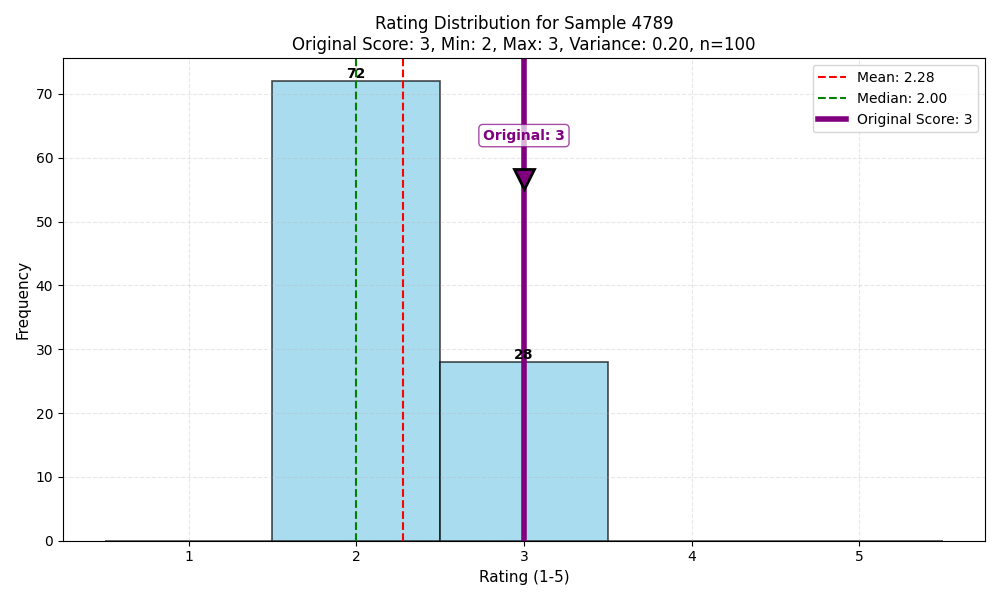 Rating Distribution for Sample 4789
Original Score: 3, Min: 2, Max: 3, Variance: 0.20, n=100
Mean: 2.28
Median: 2.00
Original Score: 3
72
Original: 3
28
Frequency
70
60
50
40
30
20
10
0
1 2 3 4 5
Rating (1-5)